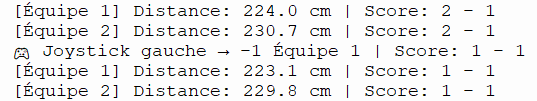 [Équipe 1] Distance: 224.0 cm | Score: 2 - 1
[Équipe 2] Distance: 230.7 cm | Score: 2 - 1
🎮 Joystick gauche → -1 Équipe 1 | Score: 1 - 1
[Équipe 1] Distance: 223.1 cm | Score: 1 - 1
[Équipe 2] Distance: 229.8 cm | Score: 1 - 1